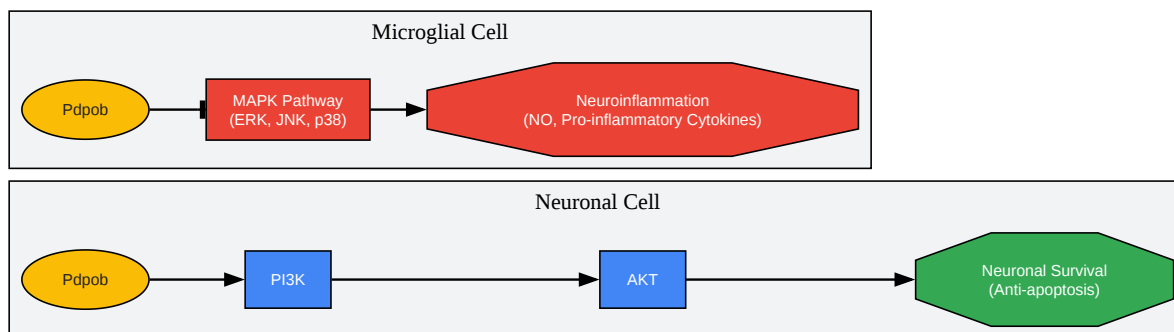 Microglial Cell
Pdpob
MAPK Pathway
(ERK, JNK, p38)
Neuroinflammation
(NO, Pro-inflammatory Cytokines)
Neuronal Cell
Pdpob
PI3K
AKT
Neuronal Survival
(Anti-apoptosis)